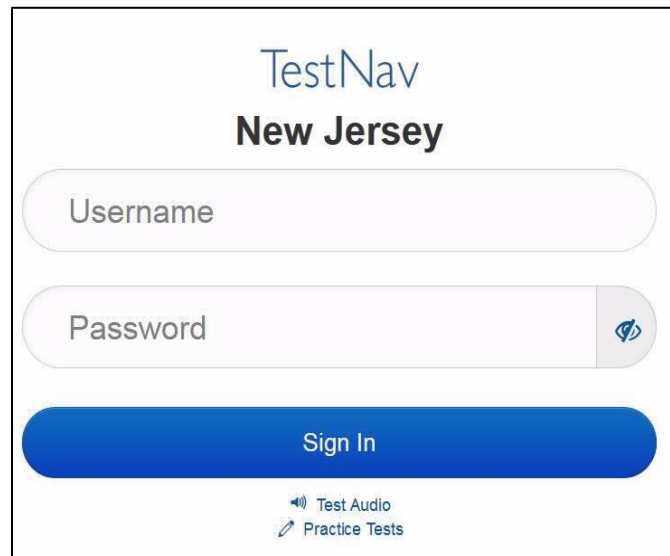 TestNav
New Jersey
Username
Password
Sign In
Test Audio
Practice Tests